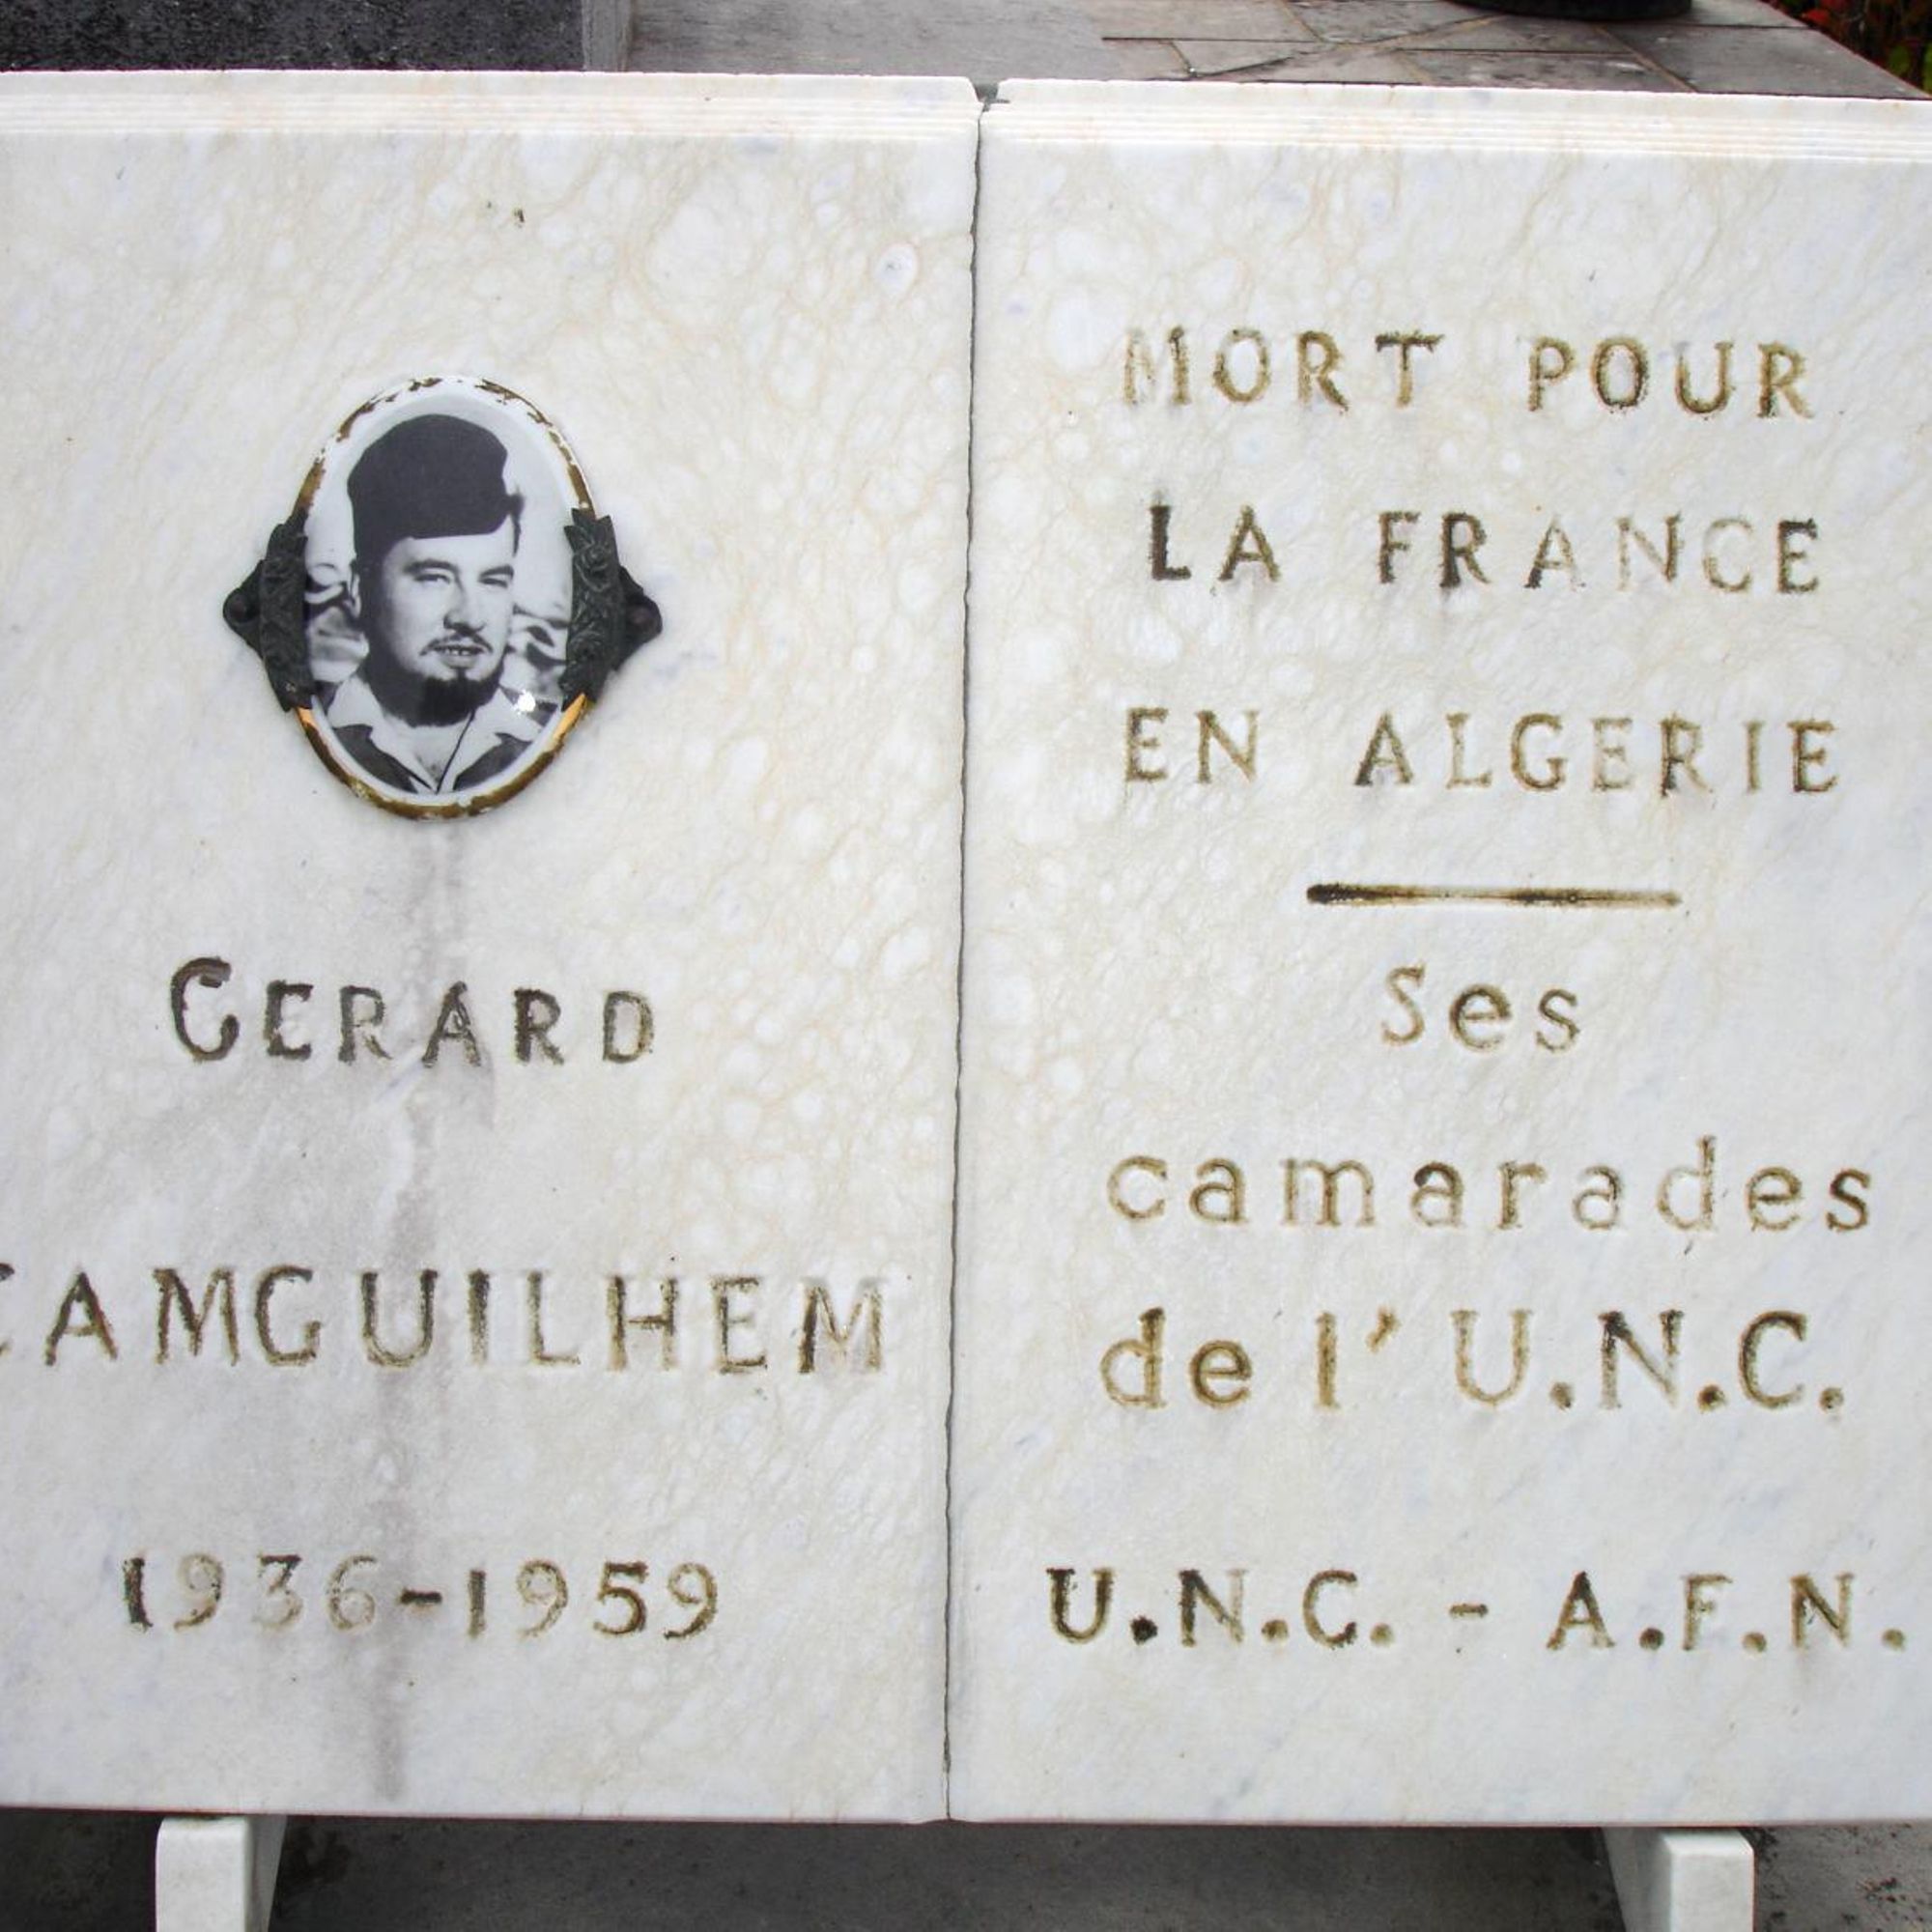 GERARD
CAMGUILHEM
1936-1959
MORT POUR
LA FRANCE
EN ALGERIE
Ses
camarades
de l'U.N.C.
U.N.C. - A.F.N.